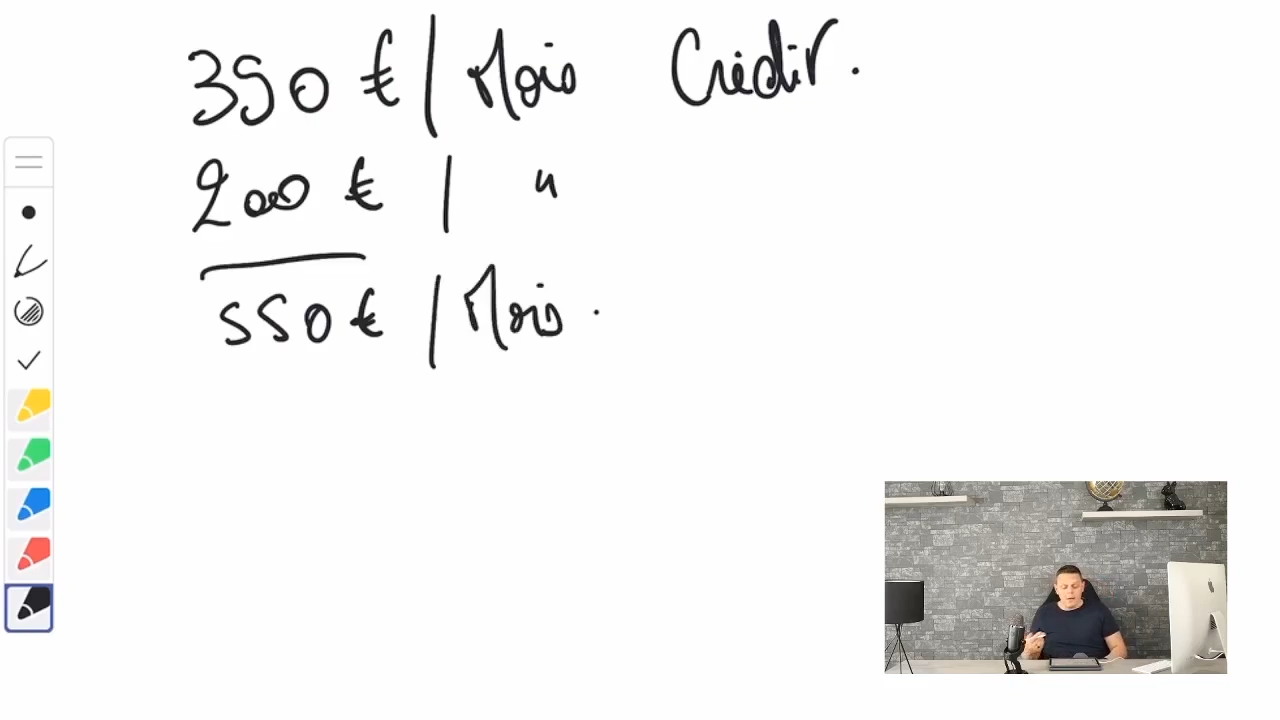 350 € / Mois Crédit.
200 € / "
550 € / Mois.